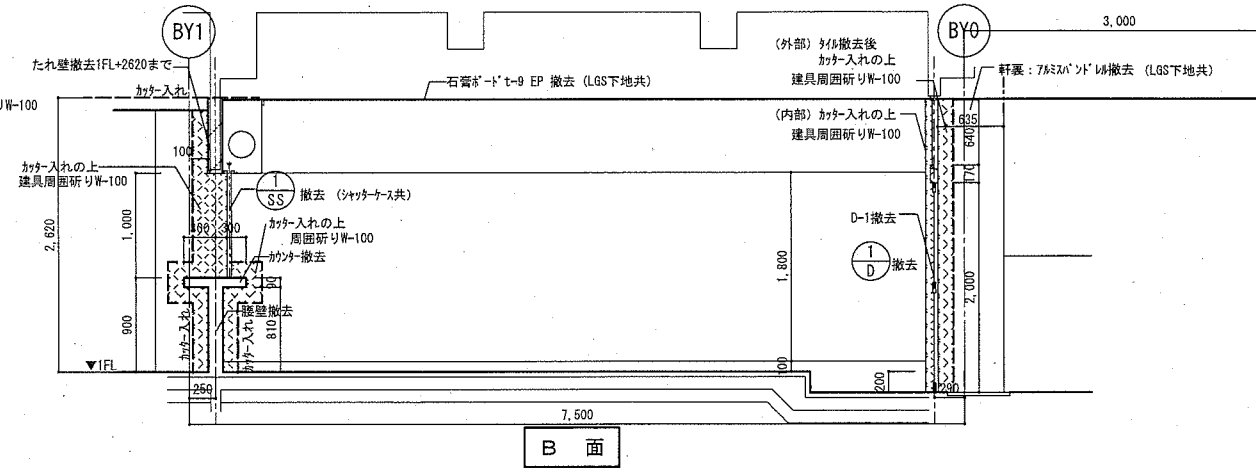 BY1
BY0
3,000
たれ壁撤去1FL+2620まで
カッター入れ
石膏ボードt-9 EP 撤去 (LGS下地共)
(外部) タイル撤去後
カッター入れの上
建具周囲斫りW-100
軒裏:アルミスパンドレル撤去 (LGS下地共)
りW-100
(内部) カッター入れの上
建具周囲斫りW-100
635
640
170
100
カッター入れの上
建具周囲斫りW-100
1
SS
撤去 (シャッターケース共)
カッター入れの上
周囲斫りW-100
カウンター撤去
300
2,620
1,000
900
90
810
腰壁撤去
カッター入れ
カッター入れ
D-1撤去
1
D
撤去
1,800
2,000
100
200
▼1FL
250
290
7,500
B 面